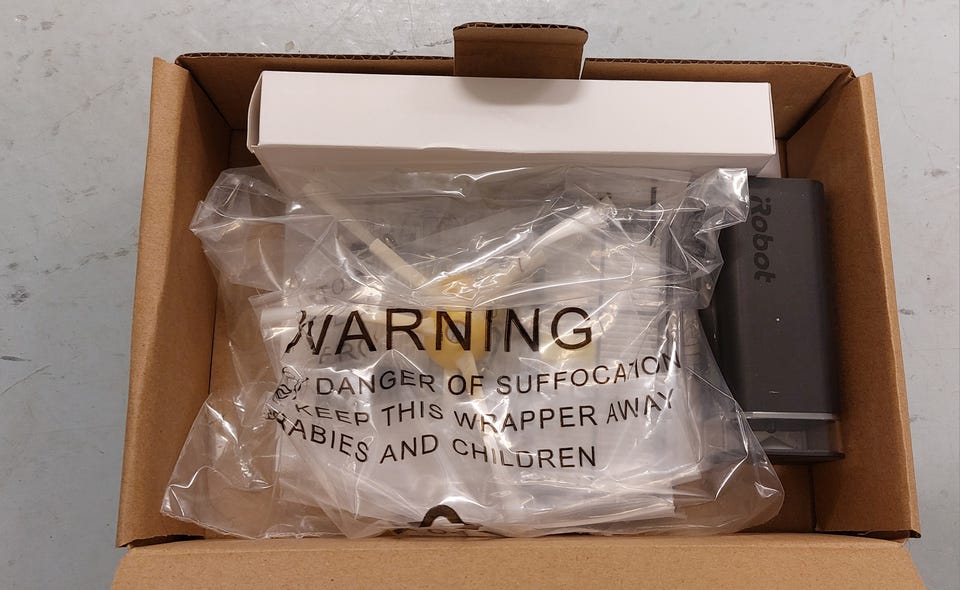 iRobot
WARNING
DANGER OF SUFFOCATION
KEEP THIS WRAPPER AWAY
BABIES AND CHILDREN